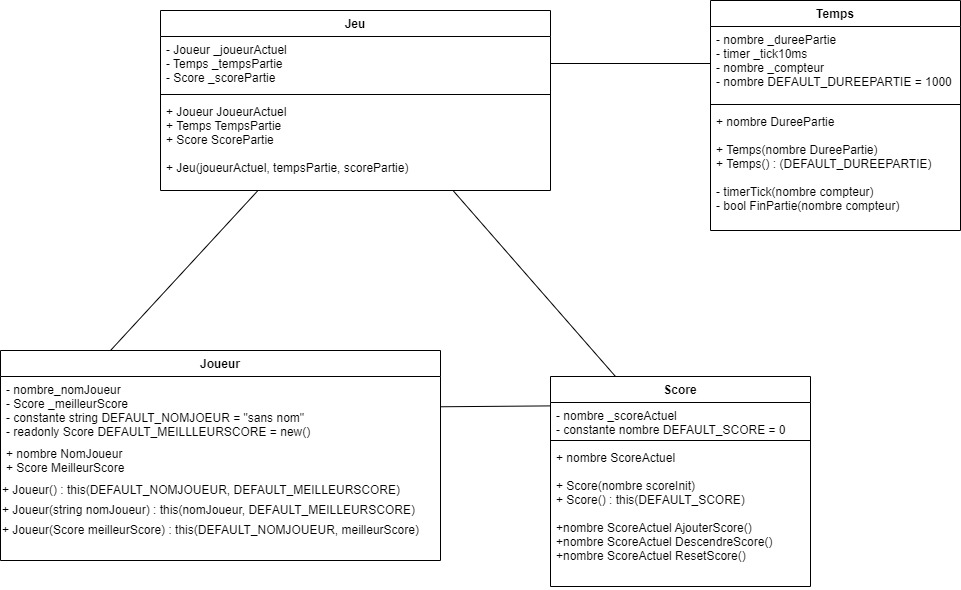 Jeu
- Joueur _joueurActuel
- Temps _tempsPartie
- Score _scorePartie
+ Joueur JoueurActuel
+ Temps TempsPartie
+ Score ScorePartie
+ Jeu(joueurActuel, tempsPartie, scorePartie)
Temps
- nombre _dureePartie
- timer _tick10ms
- nombre _compteur
- nombre DEFAULT_DUREEPARTIE = 1000
+ nombre DureePartie
+ Temps(nombre DureePartie)
+ Temps() : (DEFAULT_DUREEPARTIE)
- timerTick(nombre compteur)
- bool FinPartie(nombre compteur)
Joueur
- nombre_nomJoueur
- Score _meilleurScore
- constante string DEFAULT_NOMJOEUR = "sans nom"
- readonly Score DEFAULT_MEILLLEURSCORE = new()
+ nombre NomJoueur
+ Score MeilleurScore
+ Joueur() : this(DEFAULT_NOMJOUEUR, DEFAULT_MEILLEURSCORE)
+ Joueur(string nomJoueur) : this(nomJoueur, DEFAULT_MEILLEURSCORE)
+ Joueur(Score meilleurScore) : this(DEFAULT_NOMJOUEUR, meilleurScore)
Score
- nombre _scoreActuel
- constante nombre DEFAULT_SCORE = 0
+ nombre ScoreActuel
+ Score(nombre scoreInit)
+ Score() : this(DEFAULT_SCORE)
+nombre ScoreActuel AjouterScore()
+nombre ScoreActuel DescendreScore()
+nombre ScoreActuel ResetScore()